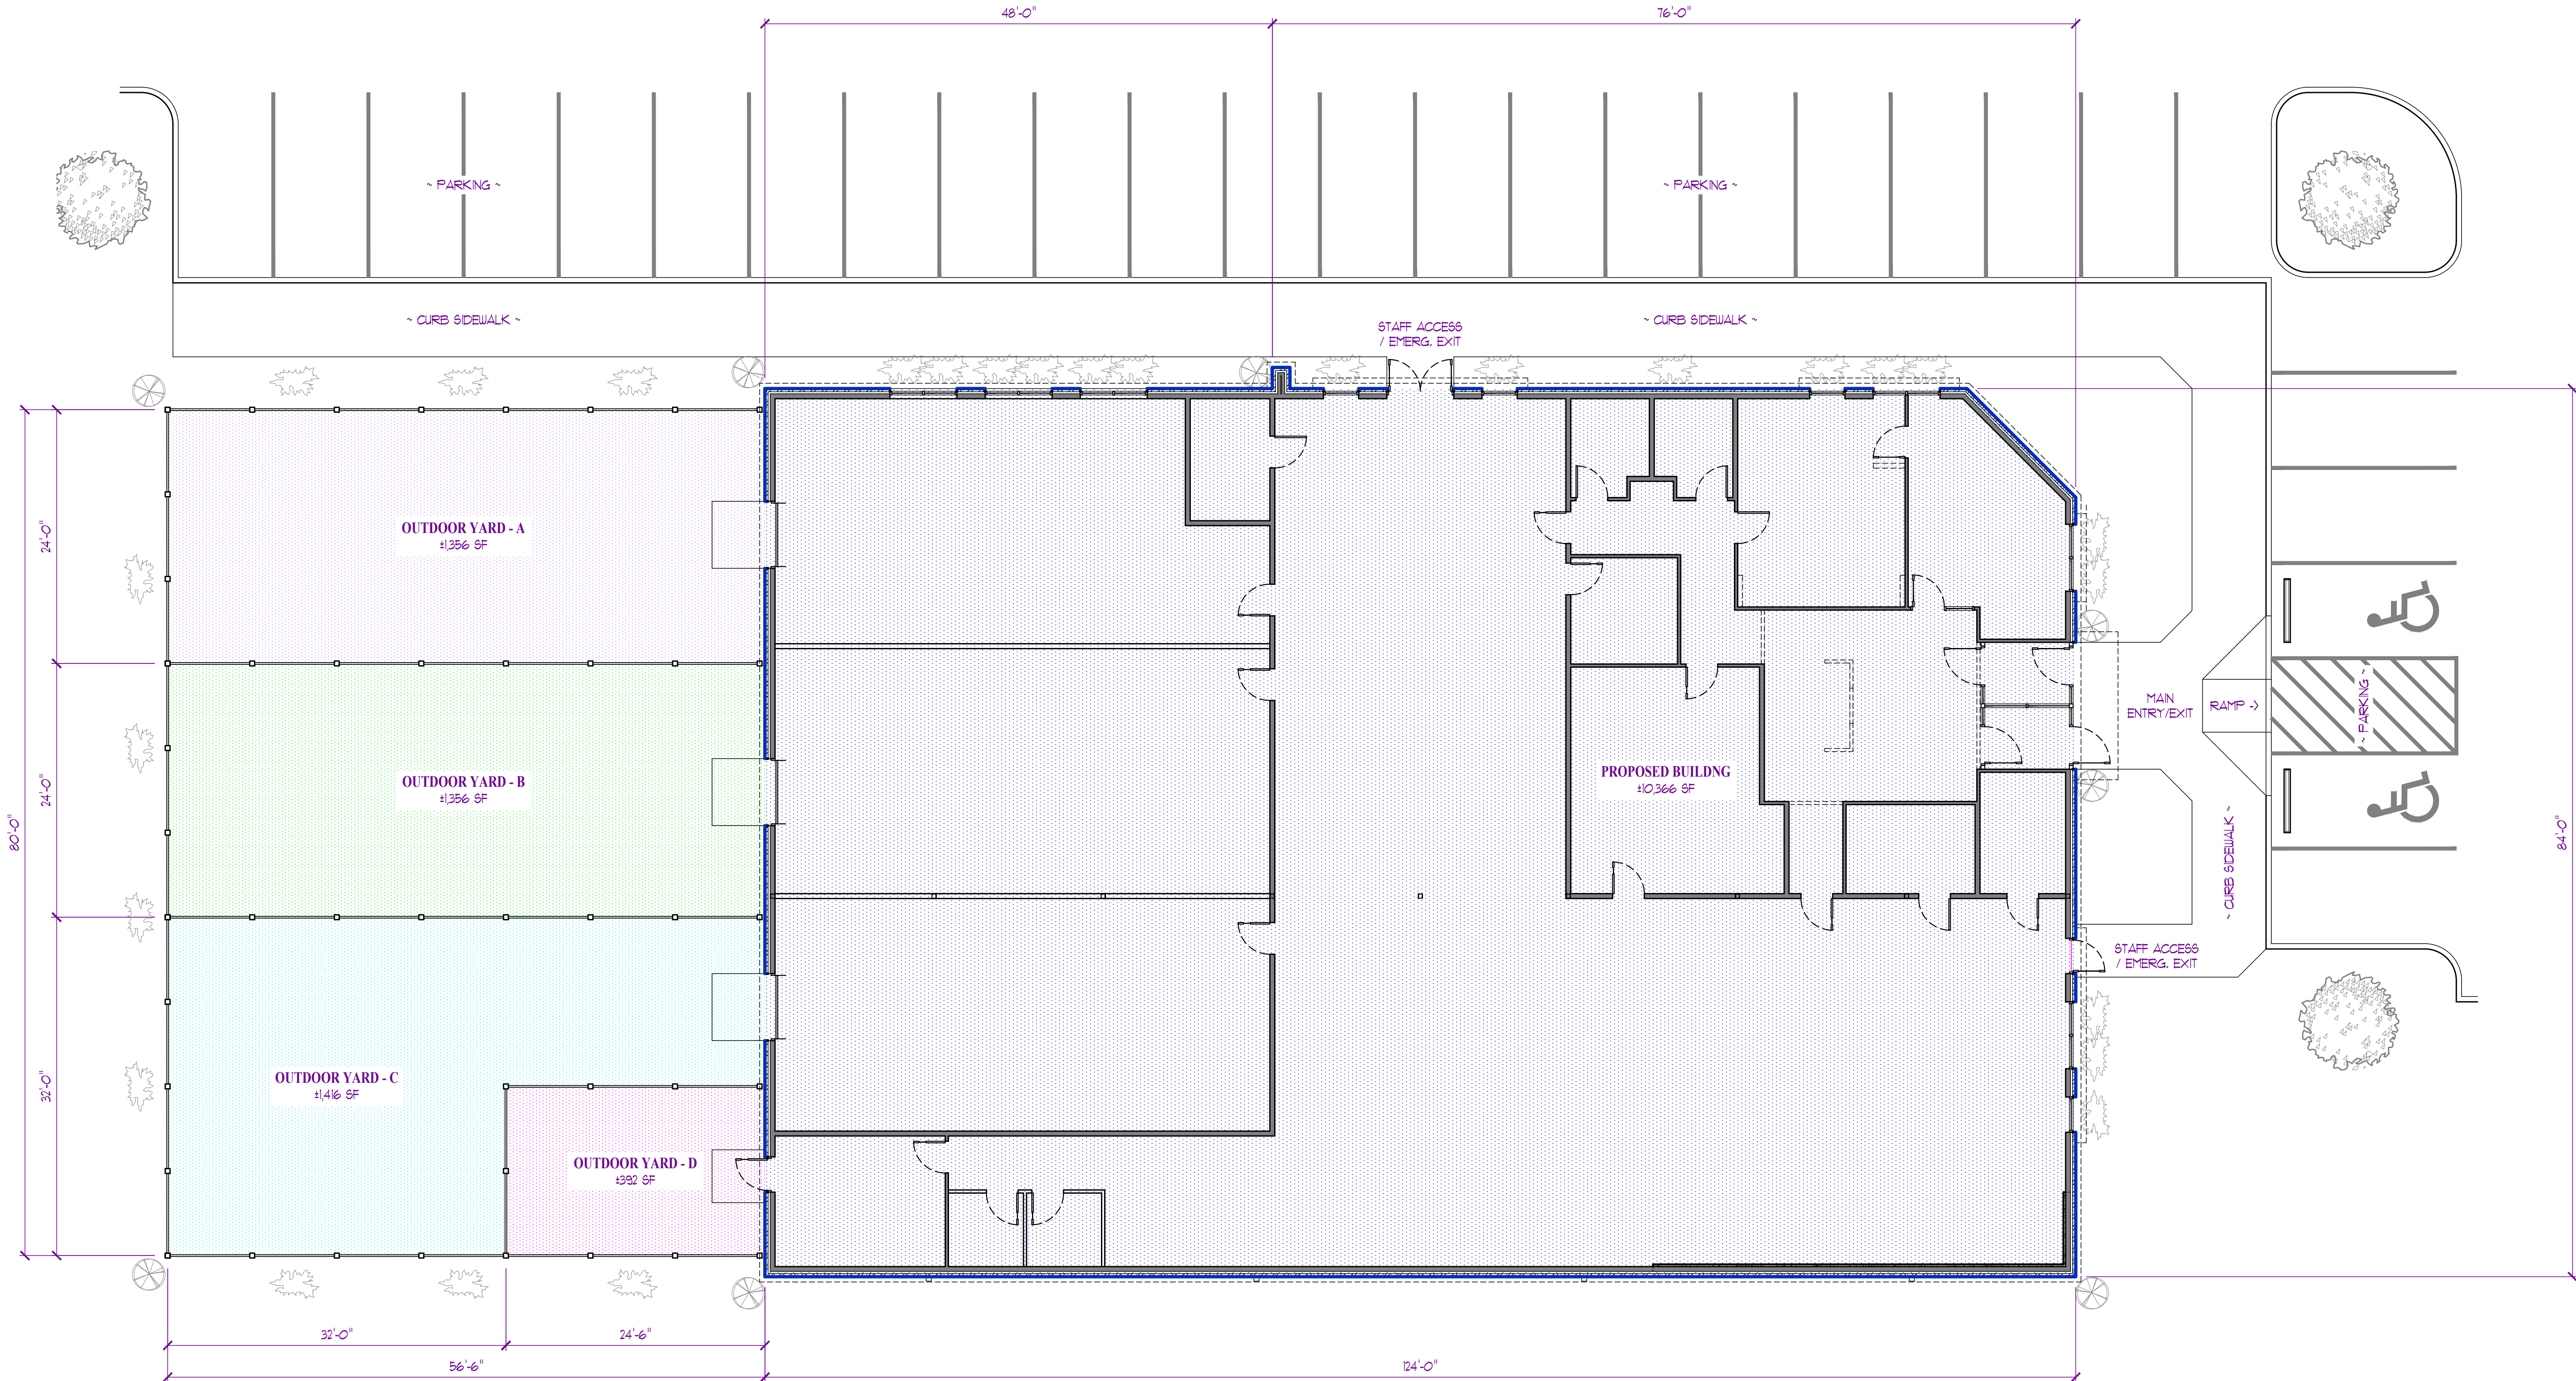 48'-0"
76'-0"
~ PARKING ~
~ PARKING ~
~ CURB SIDEWALK ~
STAFF ACCESS
/ EMERG. EXIT
~ CURB SIDEWALK ~
OUTDOOR YARD - A
±1,356 SF
24'-0"
OUTDOOR YARD - B
±1,356 SF
24'-0"
80'-0"
OUTDOOR YARD - C
±1,416 SF
32'-0"
OUTDOOR YARD - D
±392 SF
PROPOSED BUILDNG
±10,366 SF
MAIN
ENTRY/EXIT
RAMP ->
~ PARKING ~
~ CURB SIDEWALK ~
84'-0"
STAFF ACCESS
/ EMERG. EXIT
32'-0"
24'-6"
56'-6"
124'-0"